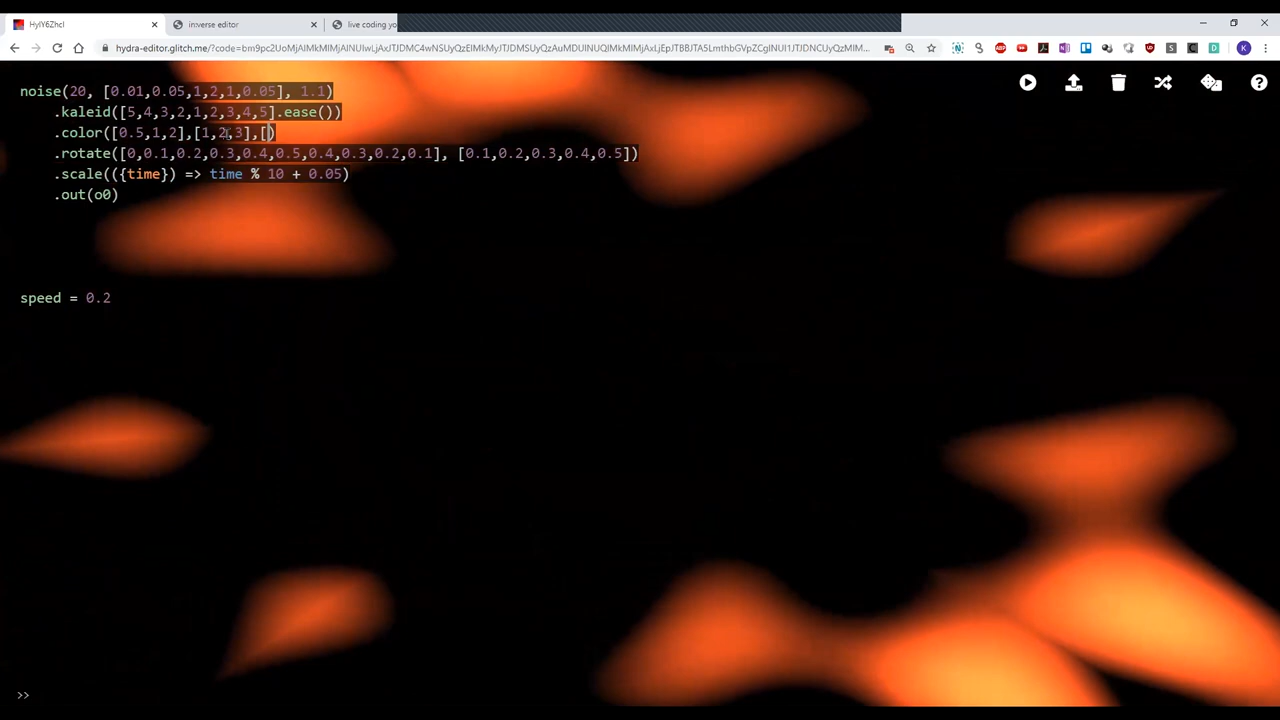 HyIY6ZhcI
inverse editor
live coding yo
hydra-editor.glitch.me/?code=
K
noise(20, [0.01,0.05,1,2,1,0.05], 1.1)
.kaleid([5,4,3,2,1,2,3,4,5].ease())
.color([0.5,1,2],[1,2,3],[)
.rotate([0,0.1,0.2,0.3,0.4,0.5,0.4,0.3,0.2,0.1], [0.1,0.2,0.3,0.4,0.5])
.scale(({time}) => time % 10 + 0.05)
.out(o0)
speed = 0.2
>>